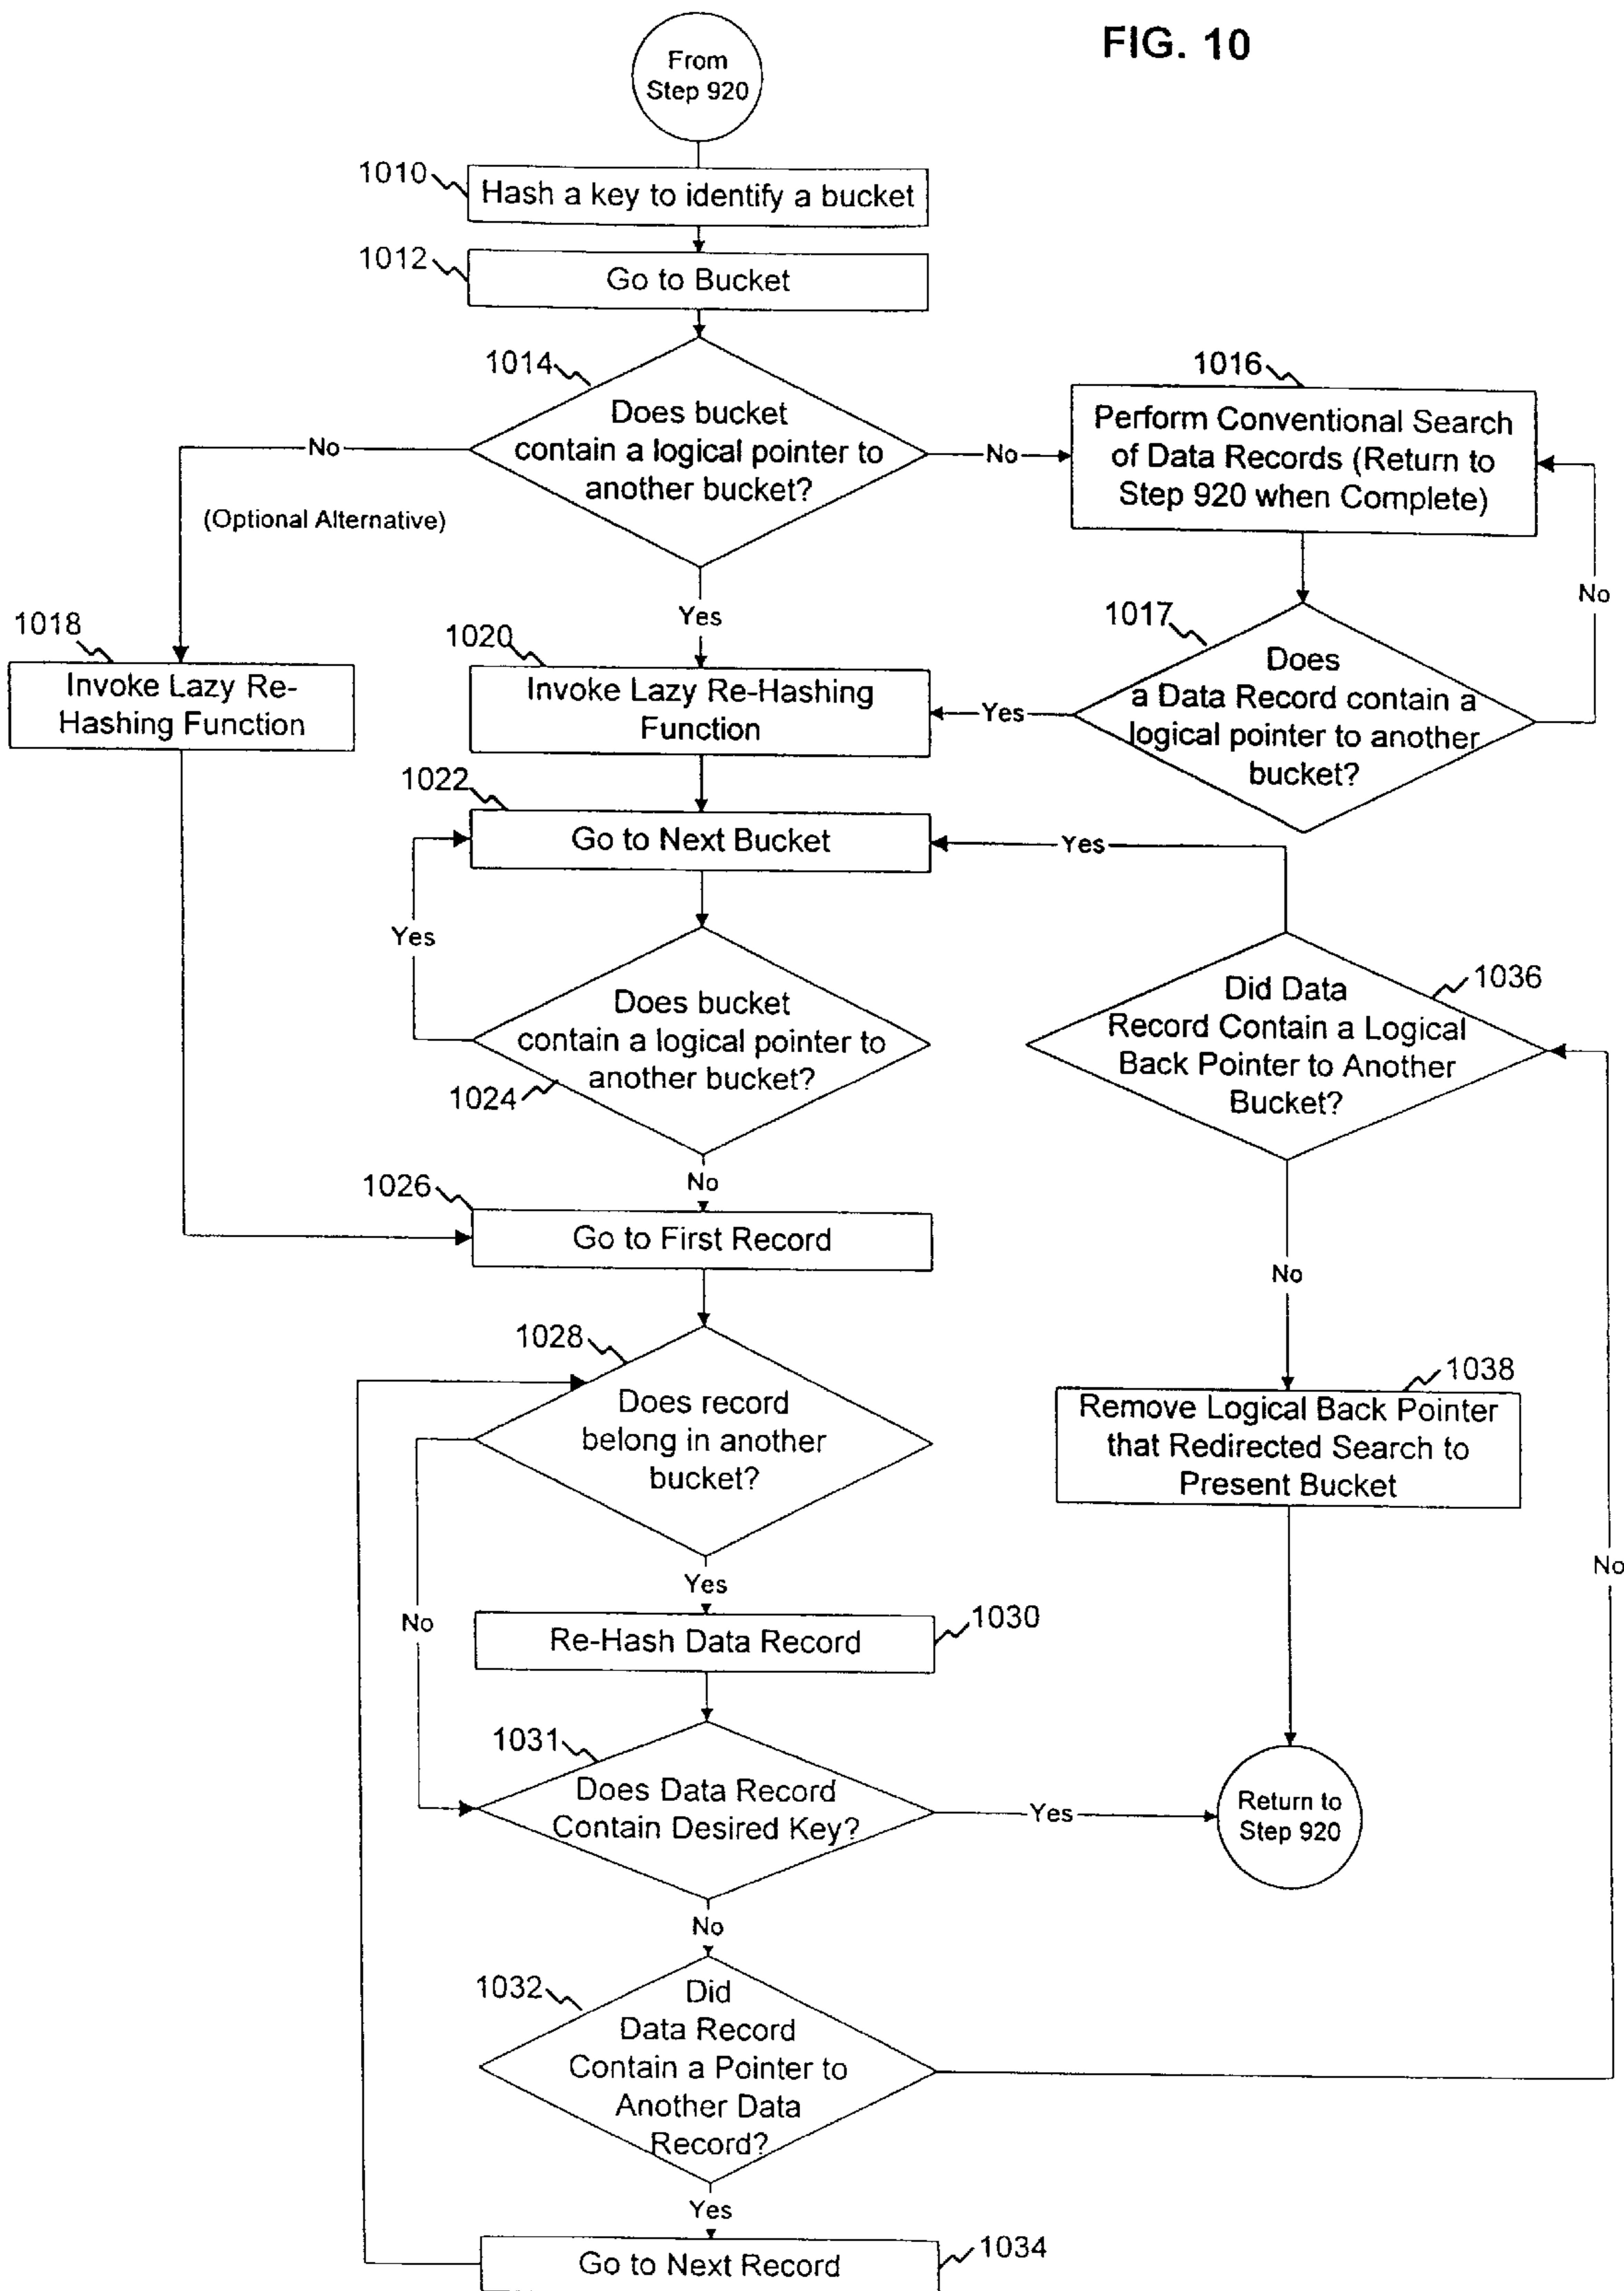 FIG. 10
From
Step 920
1010
Hash a key to identify a bucket
1012
Go to Bucket
1014
Does bucket
contain a logical pointer to
another bucket?
No
(Optional Alternative)
No
1016
Perform Conventional Search
of Data Records (Return to
Step 920 when Complete)
No
Yes
1017
Does
a Data Record contain a
logical pointer to another
bucket?
Yes
1018
Invoke Lazy Re-
Hashing Function
1020
Invoke Lazy Re-Hashing
Function
1022
Go to Next Bucket
Yes
Yes
Does bucket
contain a logical pointer to
another bucket?
1024
No
1036
Did Data
Record Contain a Logical
Back Pointer to Another
Bucket?
No
1026
Go to First Record
1028
Does record
belong in another
bucket?
No
Yes
1038
Remove Logical Back Pointer
that Redirected Search to
Present Bucket
No
1030
Re-Hash Data Record
1031
Does Data Record
Contain Desired Key?
Yes
Return to
Step 920
No
1032
Did
Data Record
Contain a Pointer to
Another Data
Record?
Yes
1034
Go to Next Record